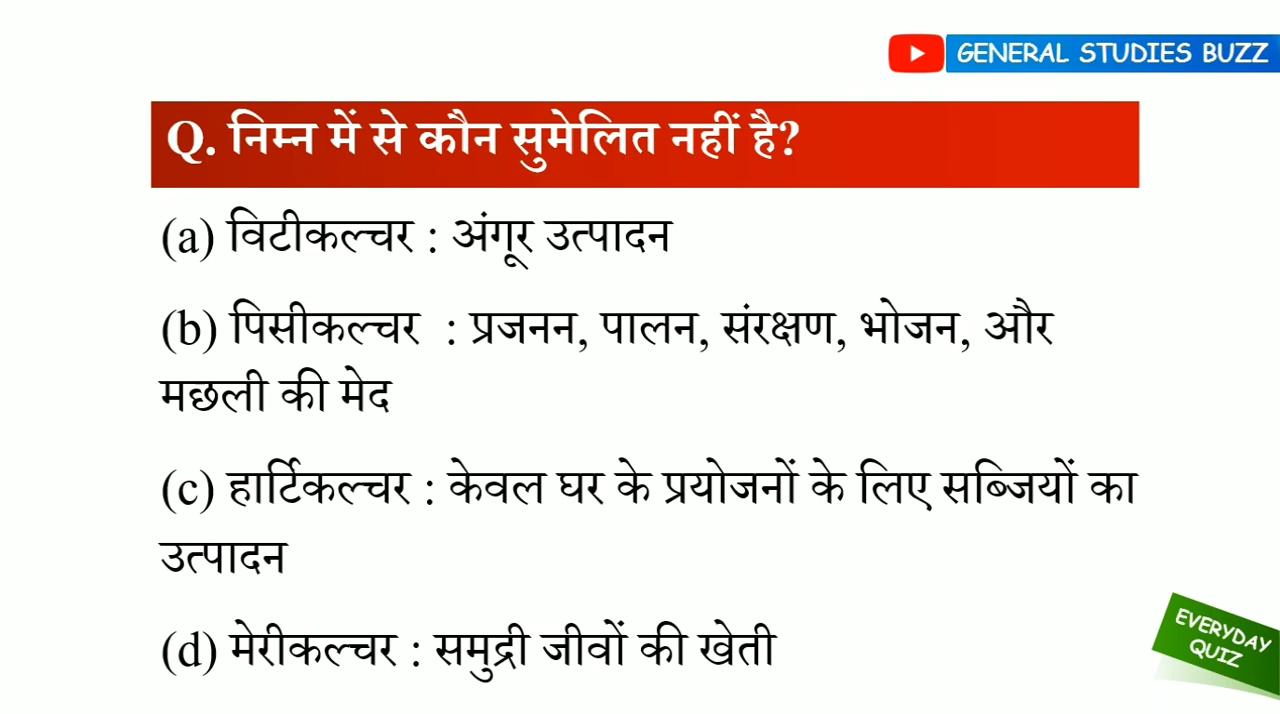 GENERAL STUDIES BUZZ
Q. निम्न में से कौन सुमेलित नहीं है?
(a) विटीकल्चर : अंगूर उत्पादन
(b) पिसीकल्चर : प्रजनन, पालन, संरक्षण, भोजन, और
मछली की मेद
(c) हार्टिकल्चर : केवल घर के प्रयोजनों के लिए सब्जियों का
उत्पादन
(d) मेरीकल्चर : समुद्री जीवों की खेती
EVERYDAY
QUIZ